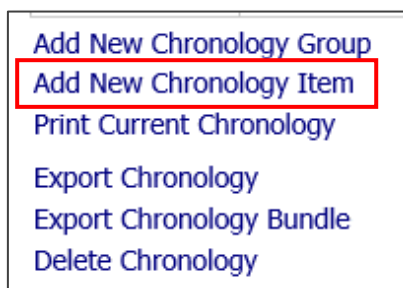 Add New Chronology Group
Add New Chronology Item
Print Current Chronology
Export Chronology
Export Chronology Bundle
Delete Chronology